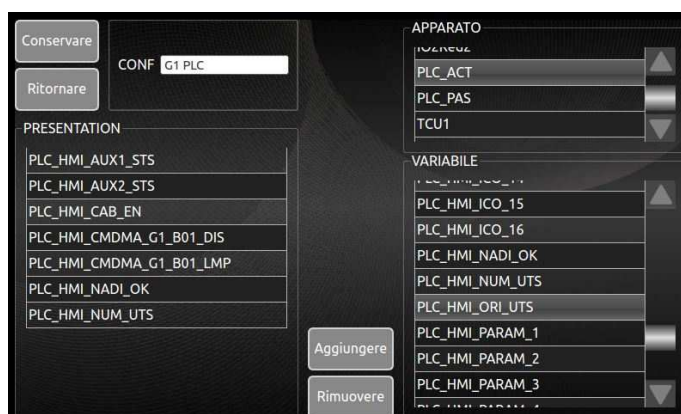 Conservare
Ritornare
CONF G1 PLC
PRESENTATION
PLC_HMI_AUX1_STS
PLC_HMI_AUX2_STS
PLC_HMI_CAB_EN
PLC_HMI_CMDMA_G1_B01_DIS
PLC_HMI_CMDMA_G1_B01_LMP
PLC_HMI_NADI_OK
PLC_HMI_NUM_UTS
Aggiungere
Rimuovere
APPARATO
PLC_ACT
PLC_PAS
TCU1
VARIABILE
PLC_HMI_ICO_15
PLC_HMI_ICO_16
PLC_HMI_NADI_OK
PLC_HMI_NUM_UTS
PLC_HMI_ORI_UTS
PLC_HMI_PARAM_1
PLC_HMI_PARAM_2
PLC_HMI_PARAM_3